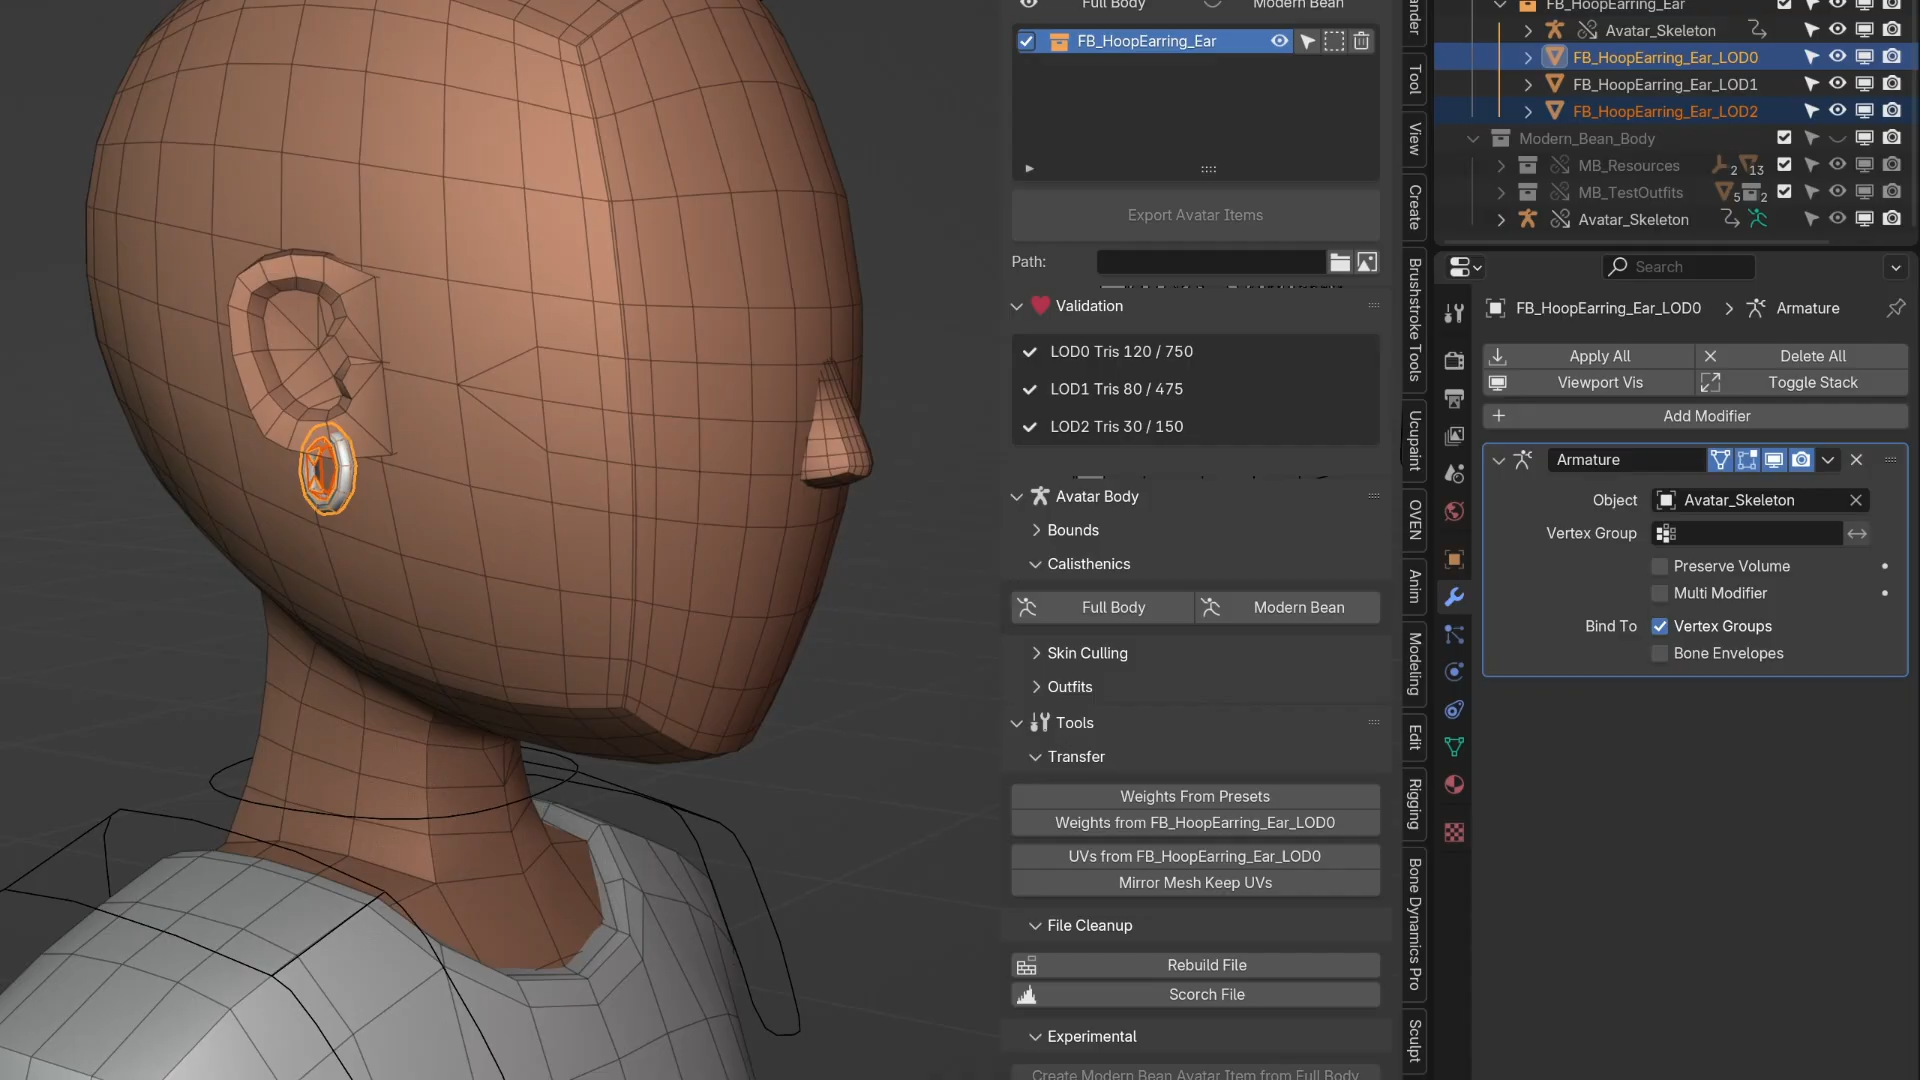 Full Body
Modern Bean
FB_HoopEarring_Ear
Export Avatar Items
Path:
Validation
LOD0 Tris 120 / 750
LOD1 Tris 80 / 475
LOD2 Tris 30 / 150
Avatar Body
Bounds
Calisthenics
Full Body
Modern Bean
Skin Culling
Outfits
Tools
Transfer
Weights From Presets
Weights from FB_HoopEarring_Ear_LOD0
UVs from FB_HoopEarring_Ear_LOD0
Mirror Mesh Keep UVs
File Cleanup
Rebuild File
Scorch File
Experimental
Create Modern Bean Avatar Item from Full Body
Tool
View
Create
Brushstroke Tools
Ucupaint
OVEN
Anim
Modeling
Edit
Rigging
Bone Dynamics Pro
Sculpt
FB_HoopEarring_Ear
Avatar_Skeleton
FB_HoopEarring_Ear_LOD0
FB_HoopEarring_Ear_LOD1
FB_HoopEarring_Ear_LOD2
Modern_Bean_Body
MB_Resources 2 13
MB_TestOutfits 5 2
Avatar_Skeleton
Search
FB_HoopEarring_Ear_LOD0 Armature
Apply All
Delete All
Viewport Vis
Toggle Stack
Add Modifier
Armature
Object Avatar_Skeleton
Vertex Group
Preserve Volume
Multi Modifier
Bind To Vertex Groups
Bone Envelopes